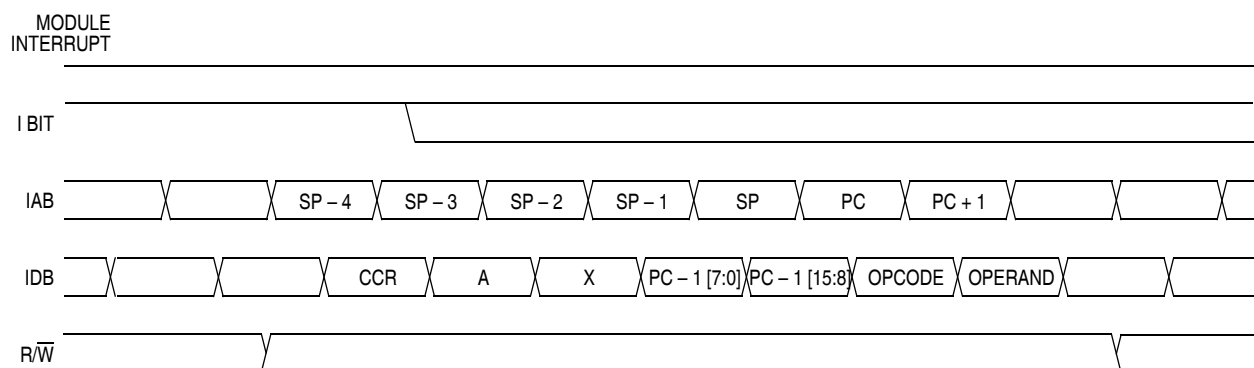 MODULE
INTERRUPT
I BIT
IAB SP – 4 SP – 3 SP – 2 SP – 1 SP PC PC + 1
IDB CCR A X PC – 1 [7:0] PC – 1 [15:8] OPCODE OPERAND
R/W̅